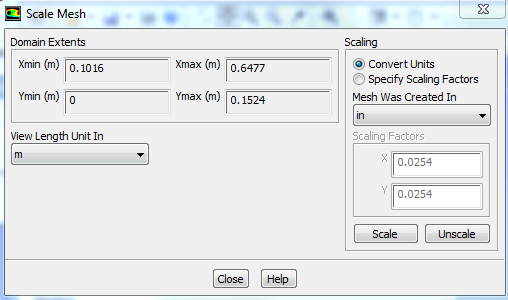 Scale Mesh
Domain Extents
Xmin (m) 0.1016 Xmax (m) 0.6477
Ymin (m) 0 Ymax (m) 0.1524
View Length Unit In
m
Scaling
Convert Units
Specify Scaling Factors
Mesh Was Created In
in
Scaling Factors
X 0.0254
Y 0.0254
Scale Unscale
Close Help